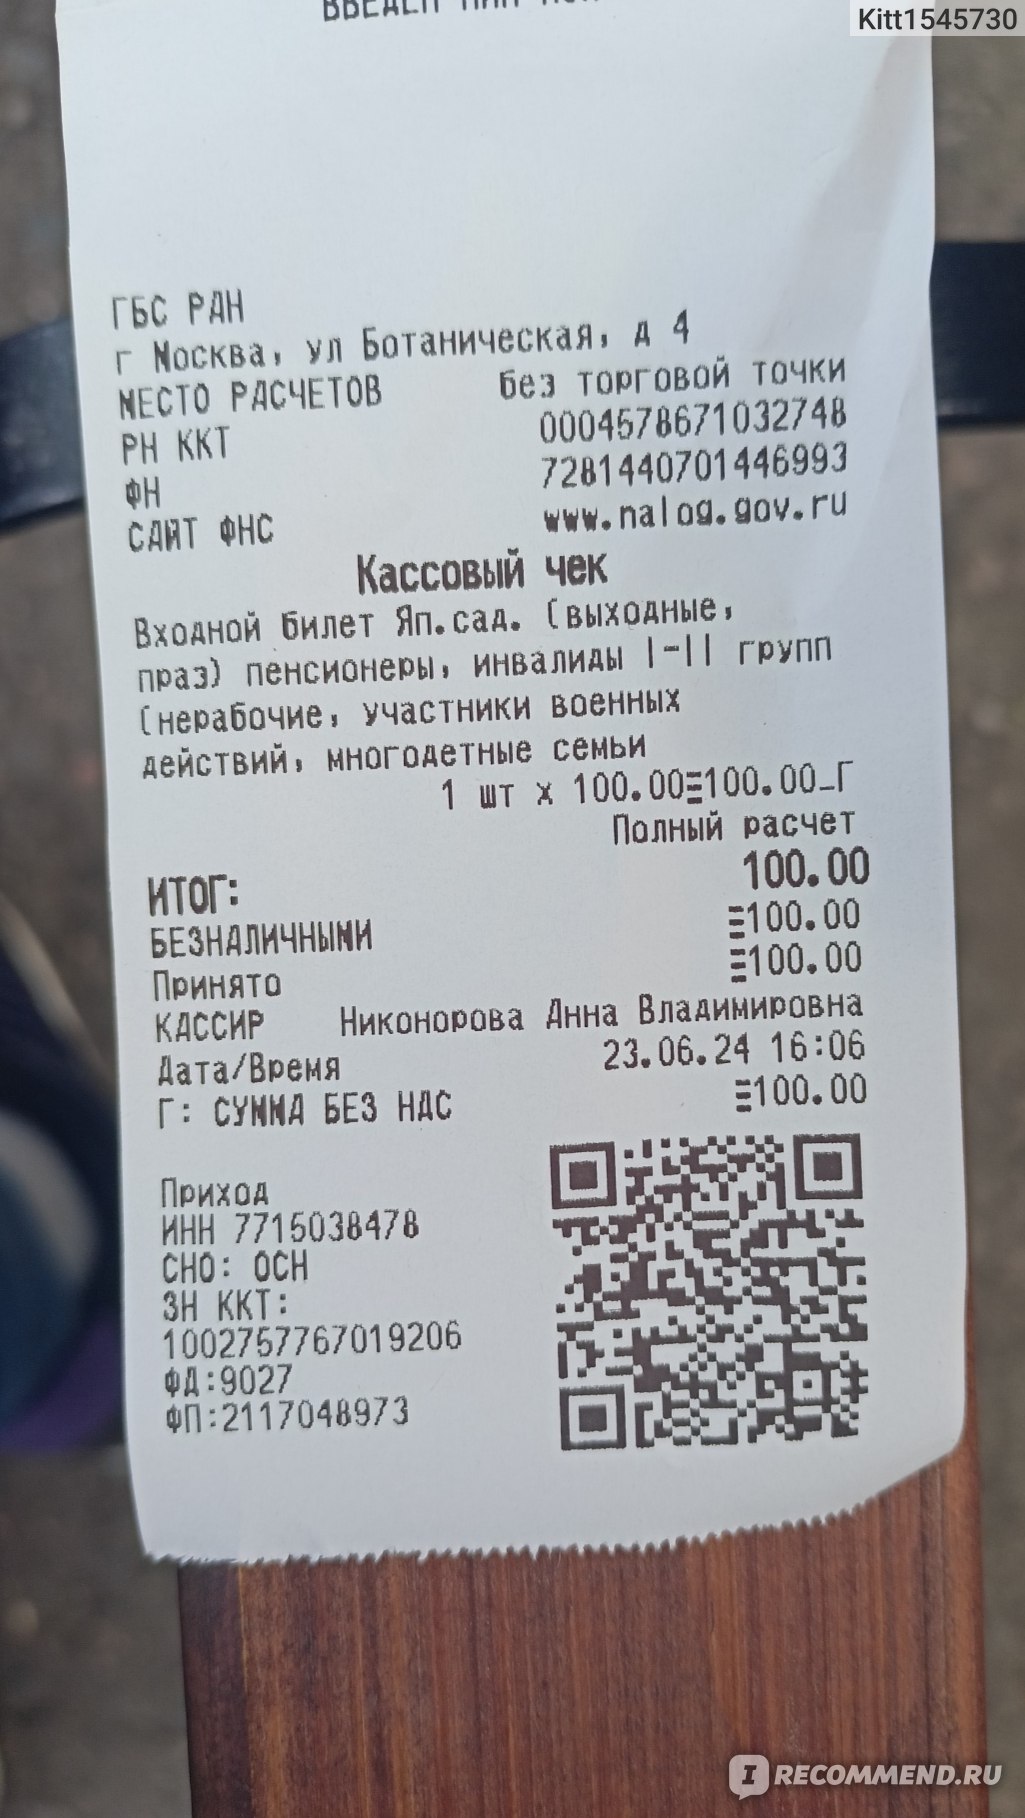 Kitt1545730
ВВЕДЕН
ГБС РАН
г Москва, ул Ботаническая, д 4
МЕСТО РАСЧЕТОВ без торговой точки
РН ККТ 0004578671032748
ФН 7281440701446993
САЙТ ФНС www.nalog.gov.ru
Кассовый чек
Входной билет Яп.сад. (выходные,
праз) пенсионеры, инвалиды I-II групп
(нерабочие, участники военных
действий, многодетные семьи
1 шт x 100.00≡100.00_Г
Полный расчет
ИТОГ: 100.00
БЕЗНАЛИЧНЫМИ ≡100.00
Принято ≡100.00
КАССИР Никонорова Анна Владимировна
Дата/Время 23.06.24 16:06
Г: СУММА БЕЗ НДС ≡100.00
Приход
ИНН 7715038478
СНО: ОСН
ЗН ККТ:
1002757767019206
ФД:9027
ФП:2117048973
IRECOMMEND.RU